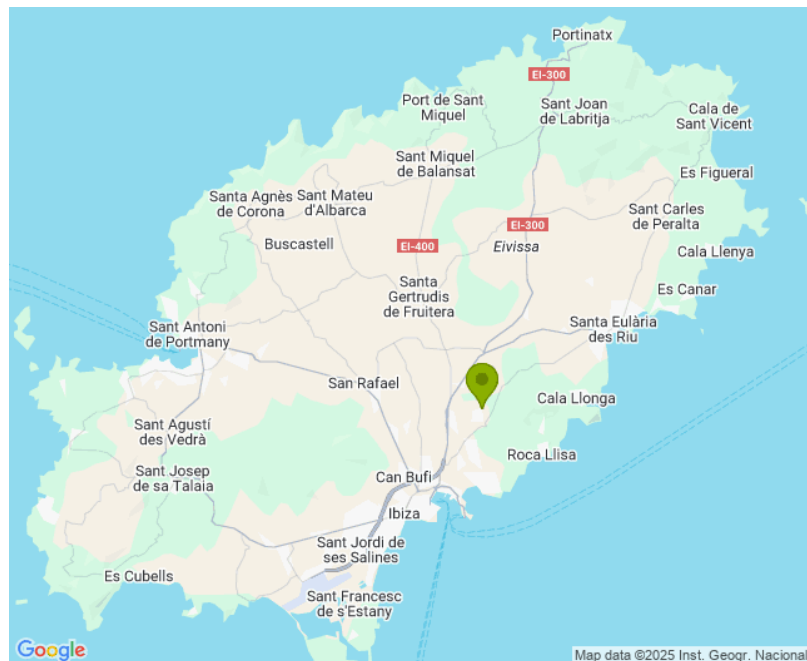 Portinatx
EI-300
Port de Sant
Miquel
Sant Joan
de Labritja
Cala de
Sant Vicent
Sant Miquel
de Balansat
Es Figueral
Santa Agnès
de Corona
Sant Mateu
d'Albarca
Sant Carles
de Peralta
EI-300
Buscastell
EI-400
Eivissa
Cala Llenya
Santa
Gertrudis
de Fruitera
Es Canar
Sant Antoni
de Portmany
Santa Eulària
des Riu
San Rafael
Cala Llonga
Sant Agustí
des Vedrà
Roca Llisa
Sant Josep
de sa Talaia
Can Bufi
Ibiza
Sant Jordi de
ses Salines
Es Cubells
Sant Francesc
de s'Estany
Google
Map data ©2025 Inst. Geogr. Nacional